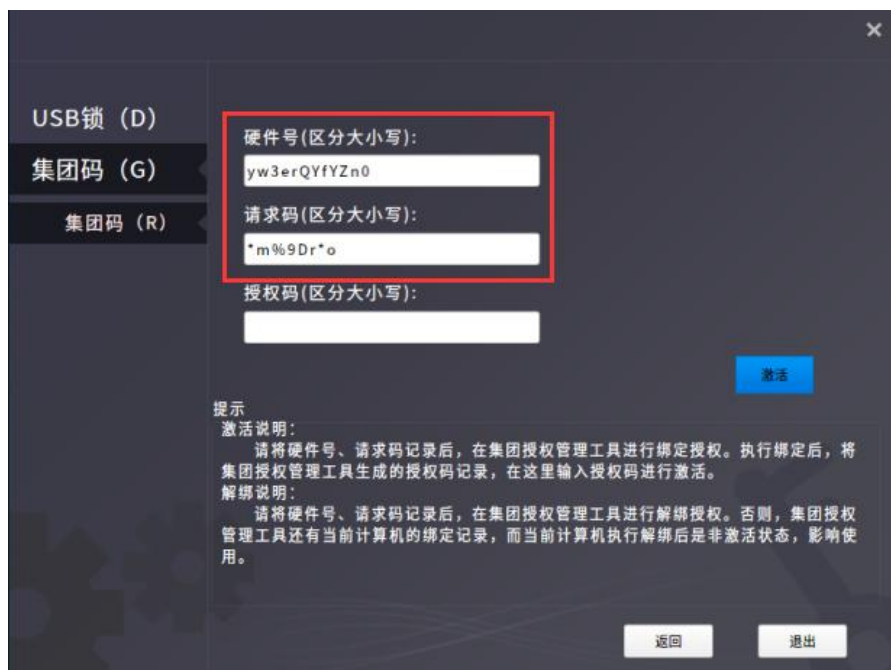 USB锁（D）
集团码（G）
集团码（R）
硬件号(区分大小写):
yw3erQYfYZn0
请求码(区分大小写):
*m%9Dr*o
授权码(区分大小写):
激活
提示
激活说明：
请将硬件号、请求码记录后，在集团授权管理工具进行绑定授权。执行绑定后，将
集团授权管理工具生成的授权码记录，在这里输入授权码进行激活。
解绑说明：
请将硬件号、请求码记录后，在集团授权管理工具进行解绑授权。否则，集团授权
管理工具还有当前计算机的绑定记录，而当前计算机执行解绑后是非激活状态，影响使
用。
返回
退出